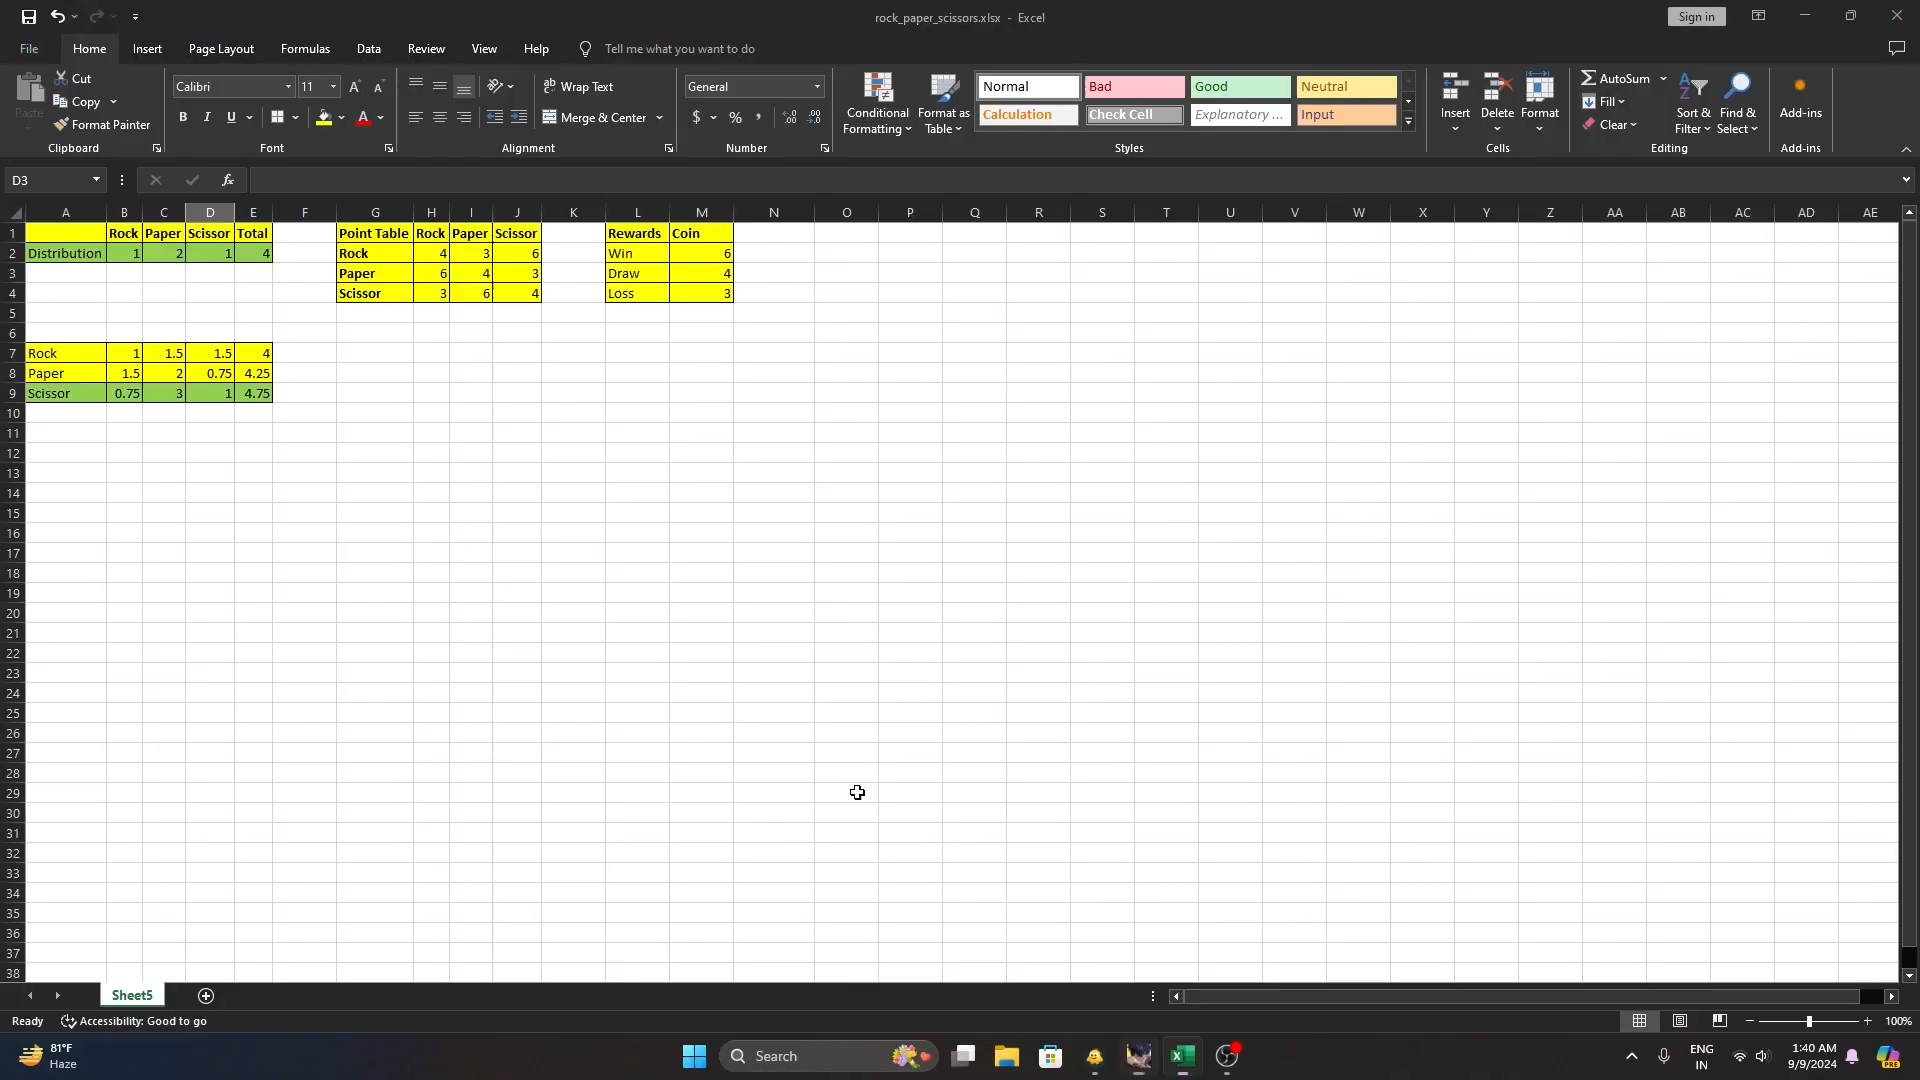 rock_paper_scissors.xlsx - Excel
Sign in
File Home Insert Page Layout Formulas Data Review View Help Tell me what you want to do
Paste
Cut
Copy
Format Painter
Clipboard
Calibri 11
B I U
Font
Wrap Text
Merge & Center
Alignment
General
$ %
Number
Conditional Formatting
Format as Table
Normal Bad Good Neutral
Calculation Check Cell Explanatory ... Input
Styles
Insert Delete Format
Cells
AutoSum
Fill
Clear
Sort & Filter
Find & Select
Editing
Add-ins
Add-ins
D3 fx
A B C D E F G H I J K L M N O P Q R S T U V W X Y Z AA AB AC AD AE
1 Rock Paper Scissor Total Point Table Rock Paper Scissor Rewards Coin
2 Distribution 1 2 1 4 Rock 4 3 6 Win 6
3 Paper 6 4 3 Draw 4
4 Scissor 3 6 4 Loss 3
5
6
7 Rock 1 1.5 1.5 4
8 Paper 1.5 2 0.75 4.25
9 Scissor 0.75 3 1 4.75
10
11
12
13
14
15
16
17
18
19
20
21
22
23
24
25
26
27
28
29
30
31
32
33
34
35
36
37
38
Sheet5
Ready Accessibility: Good to go 100%
81°F
Haze
Search
ENG
IN
1:40 AM
9/9/2024
PRE